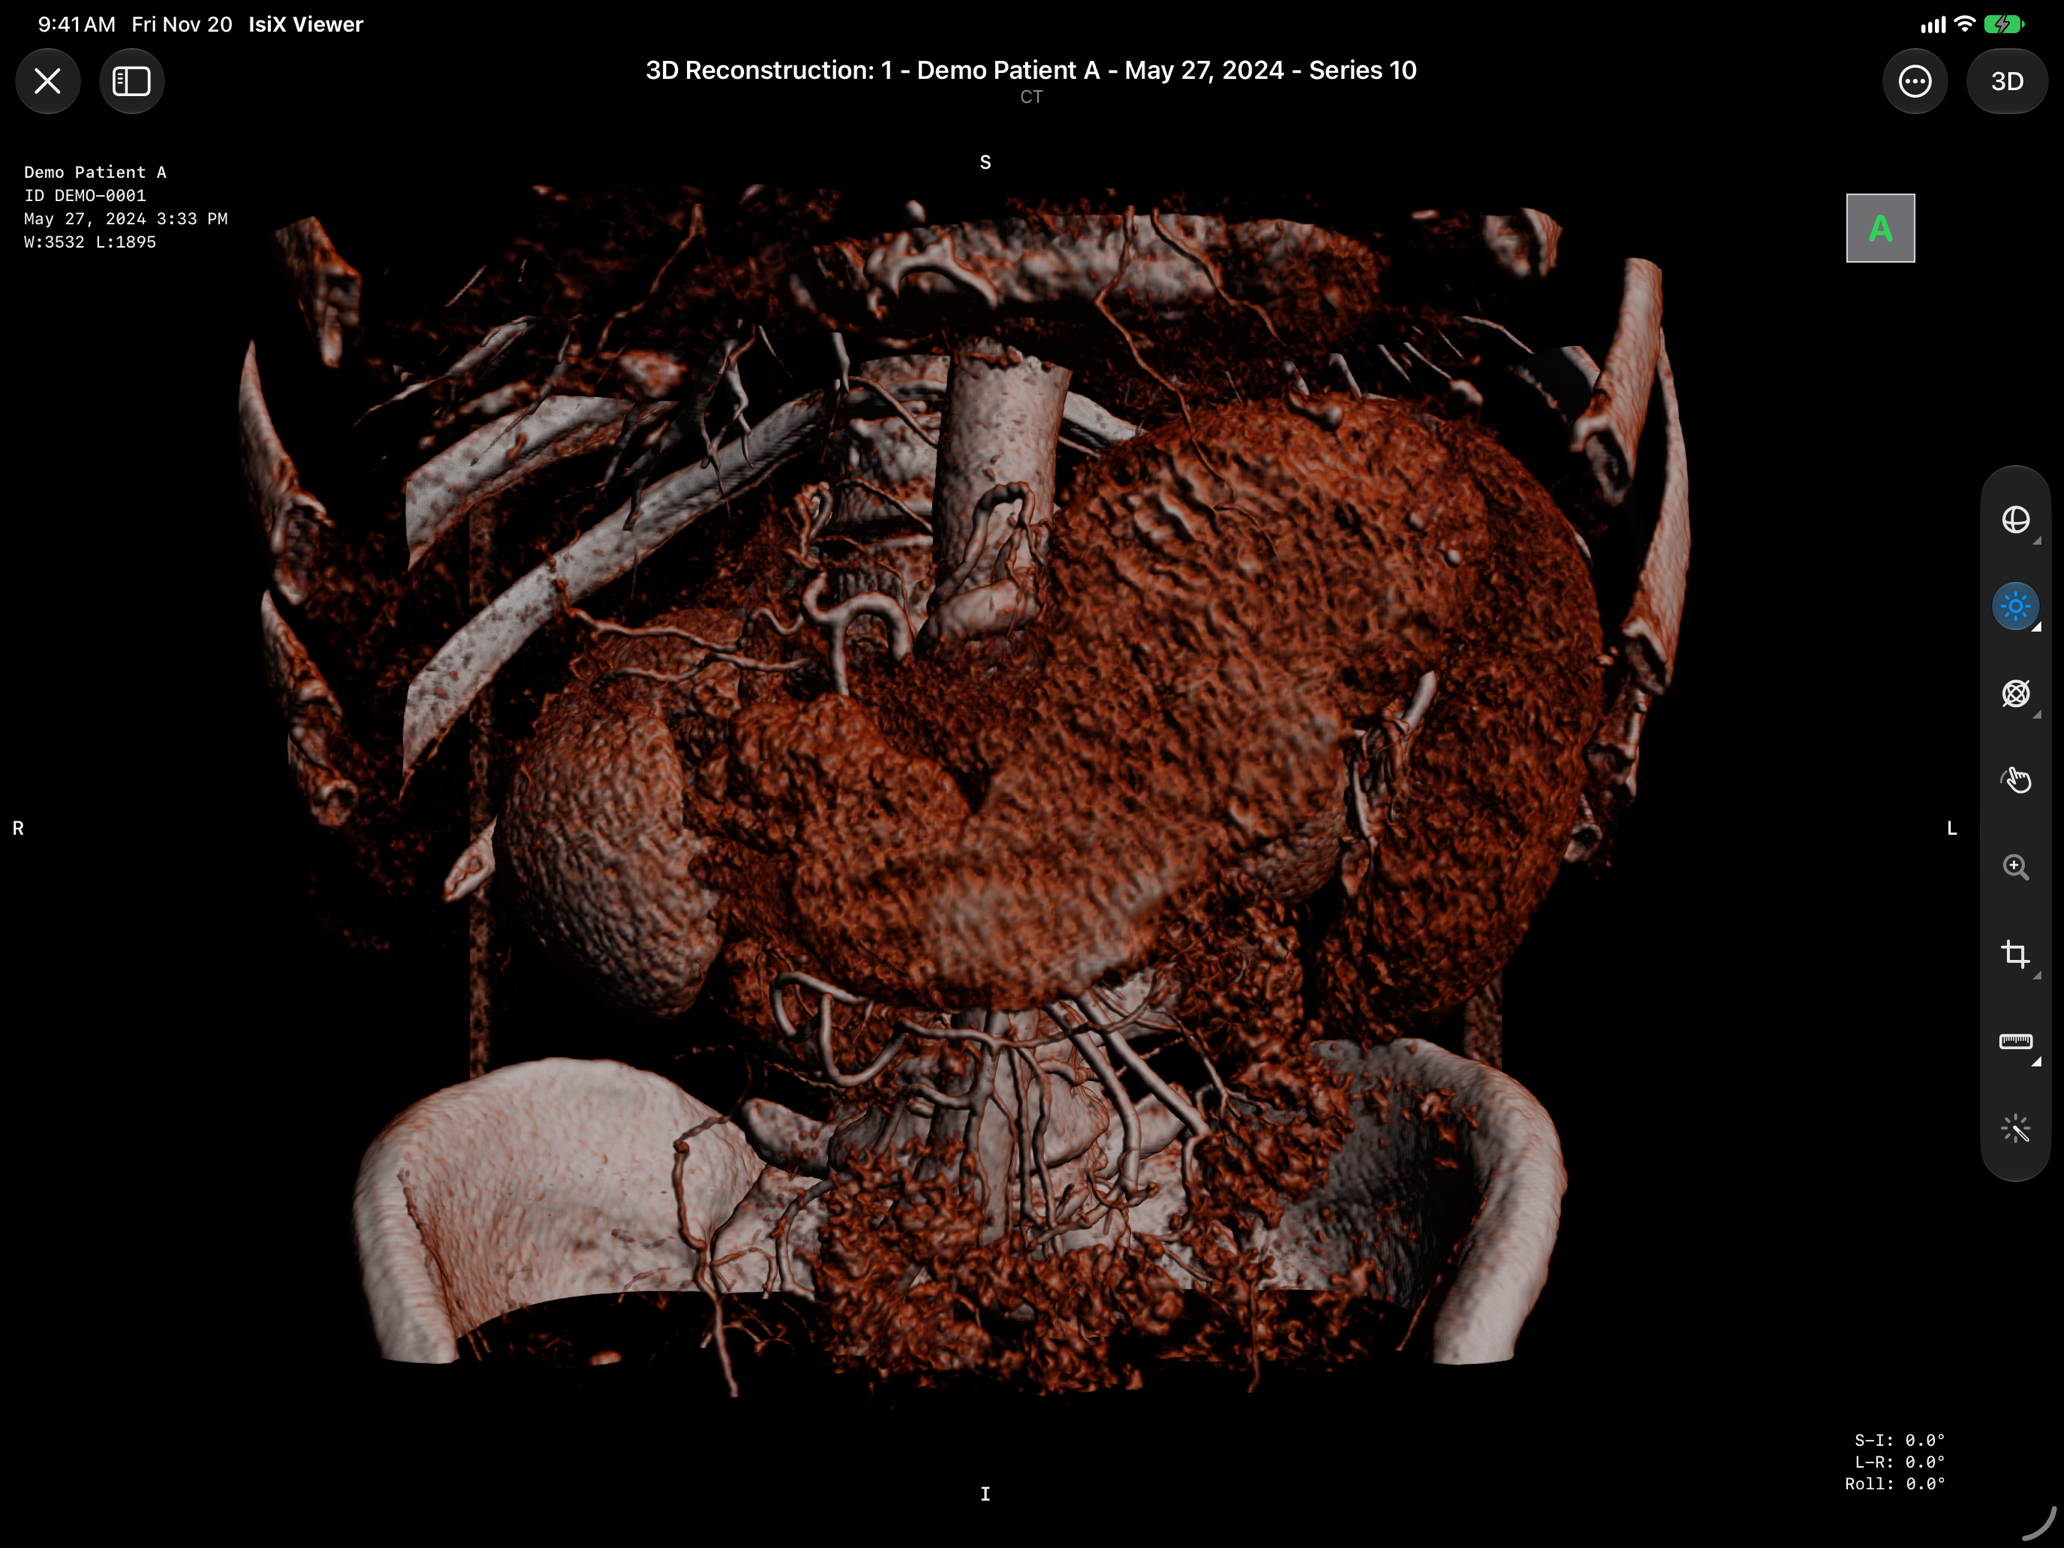 9:41 AM Fri Nov 20 IsiX Viewer
3D Reconstruction: 1 - Demo Patient A - May 27, 2024 - Series 10
CT
3D
Demo Patient A
ID DEMO-0001
May 27, 2024 3:33 PM
W:3532 L:1895
S
A
R
L
I
S-I: 0.0°
L-R: 0.0°
Roll: 0.0°